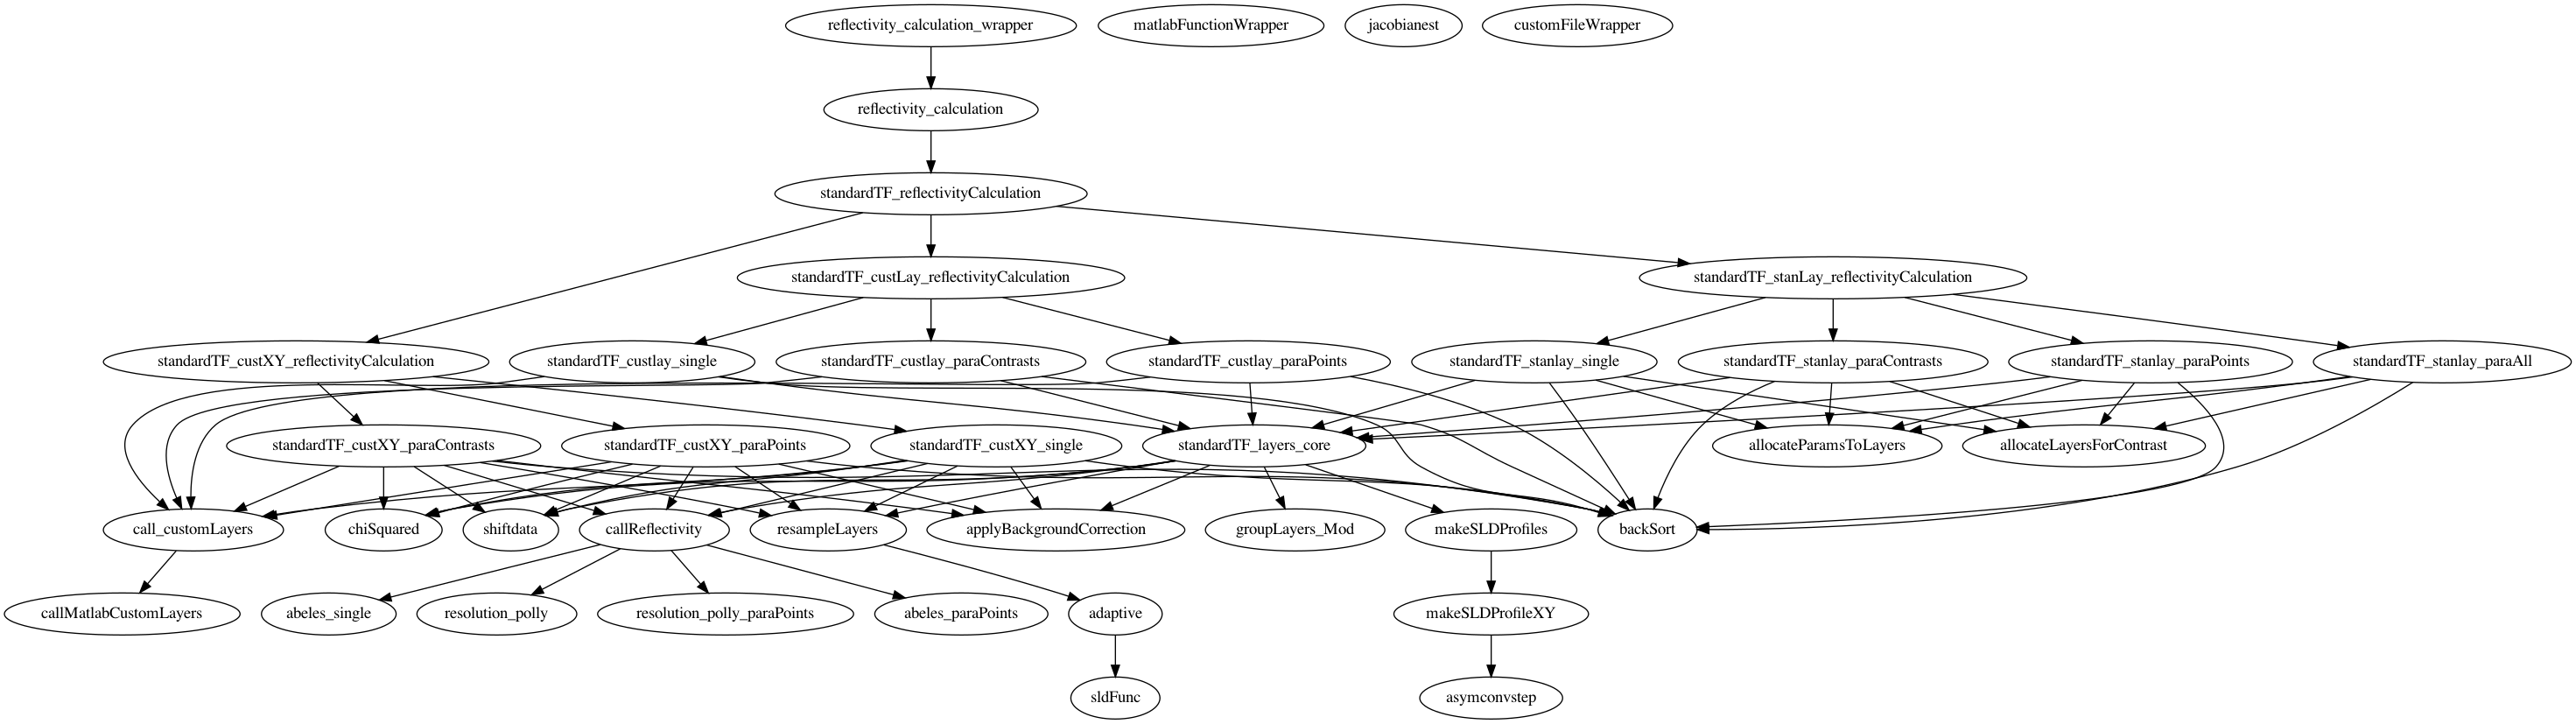 reflectivity_calculation_wrapper
matlabFunctionWrapper
jacobianest
customFileWrapper
reflectivity_calculation
standardTF_reflectivityCalculation
standardTF_custLay_reflectivityCalculation
standardTF_stanLay_reflectivityCalculation
standardTF_custXY_reflectivityCalculation
standardTF_custlay_single
standardTF_custlay_paraContrasts
standardTF_custlay_paraPoints
standardTF_stanlay_single
standardTF_stanlay_paraContrasts
standardTF_stanlay_paraPoints
standardTF_stanlay_paraAll
standardTF_custXY_paraContrasts
standardTF_custXY_paraPoints
standardTF_custXY_single
standardTF_layers_core
allocateParamsToLayers
allocateLayersForContrast
call_customLayers
chiSquared
shiftdata
callReflectivity
resampleLayers
applyBackgroundCorrection
groupLayers_Mod
makeSLDProfiles
backSort
callMatlabCustomLayers
abeles_single
resolution_polly
resolution_polly_paraPoints
abeles_paraPoints
adaptive
makeSLDProfileXY
sldFunc
asymconvstep